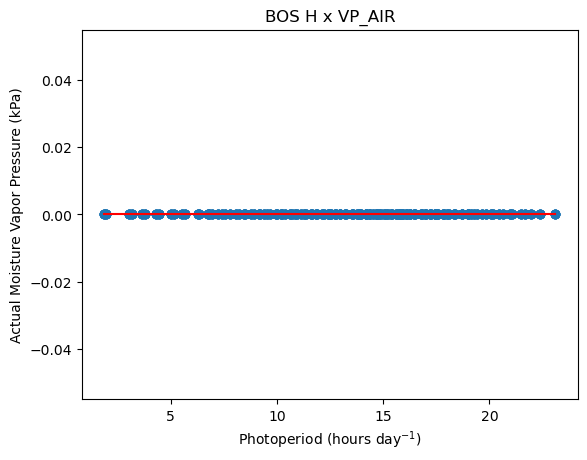 BOS H x VP_AIR
Actual Moisture Vapor Pressure (kPa)
0.04
0.02
0.00
−0.02
−0.04
5 10 15 20
Photoperiod (hours day⁻¹)